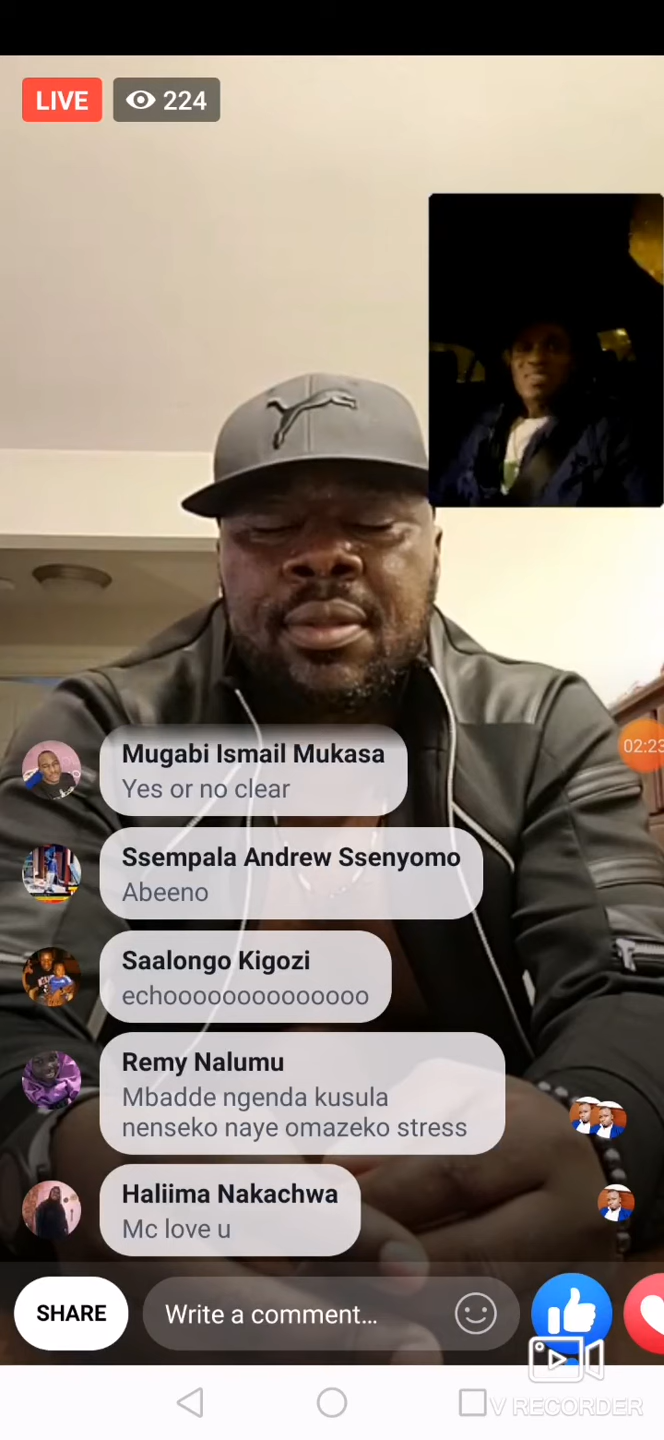 LIVE 224
Mugabi Ismail Mukasa
02:23
Yes or no clear
Ssempala Andrew Ssenyomo
Abeeno
Saalongo Kigozi
echoooooooooooooo
Remy Nalumu
Mbadde ngenda kusula
nenseko naye omazeko stress
Haliima Nakachwa
Mc love u
SHARE Write a comment...
V RECORDER